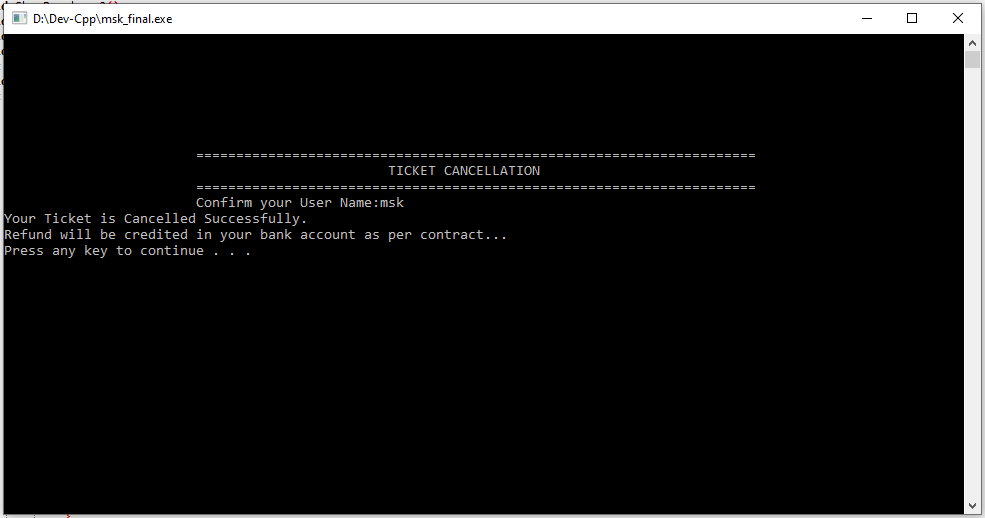 D:\Dev-Cpp\msk_final.exe
======================================================================
TICKET CANCELLATION
======================================================================
Confirm your User Name:msk
Your Ticket is Cancelled Successfully.
Refund will be credited in your bank account as per contract...
Press any key to continue . . .